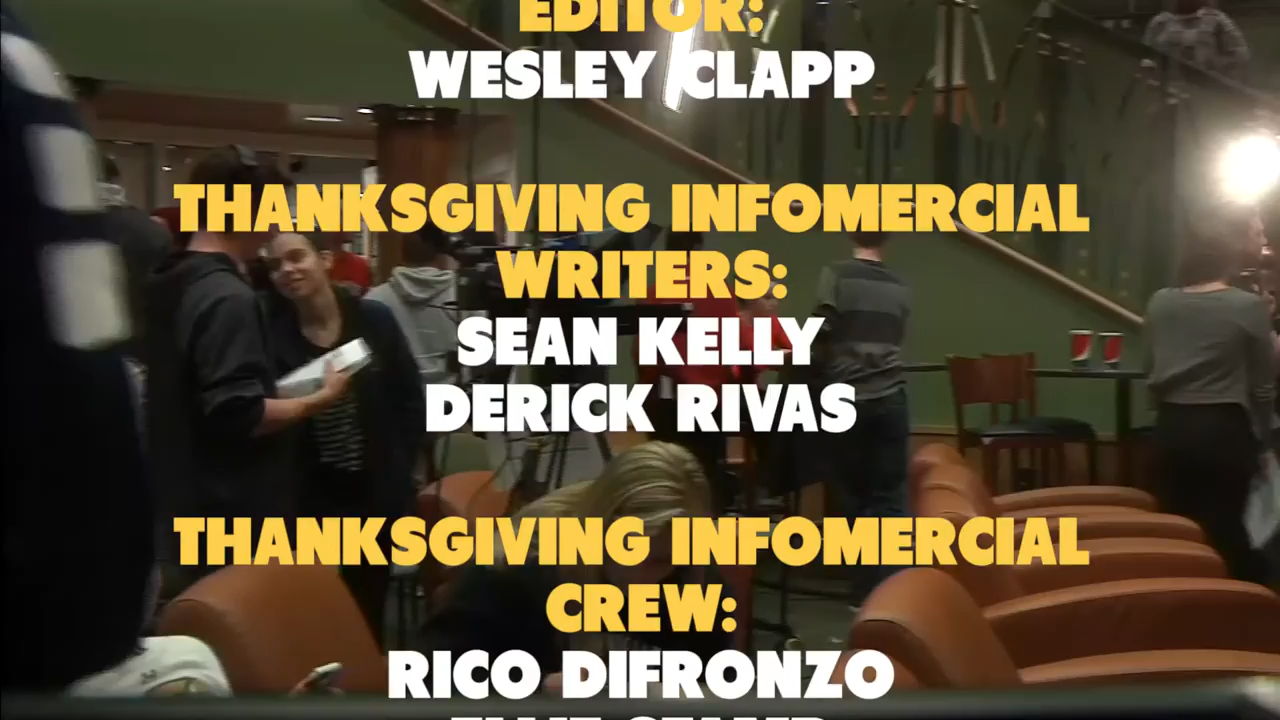 EDITOR:
WESLEY CLAPP
THANKSGIVING INFOMERCIAL
WRITERS:
SEAN KELLY
DERICK RIVAS
THANKSGIVING INFOMERCIAL
CREW:
RICO DIFRONZO